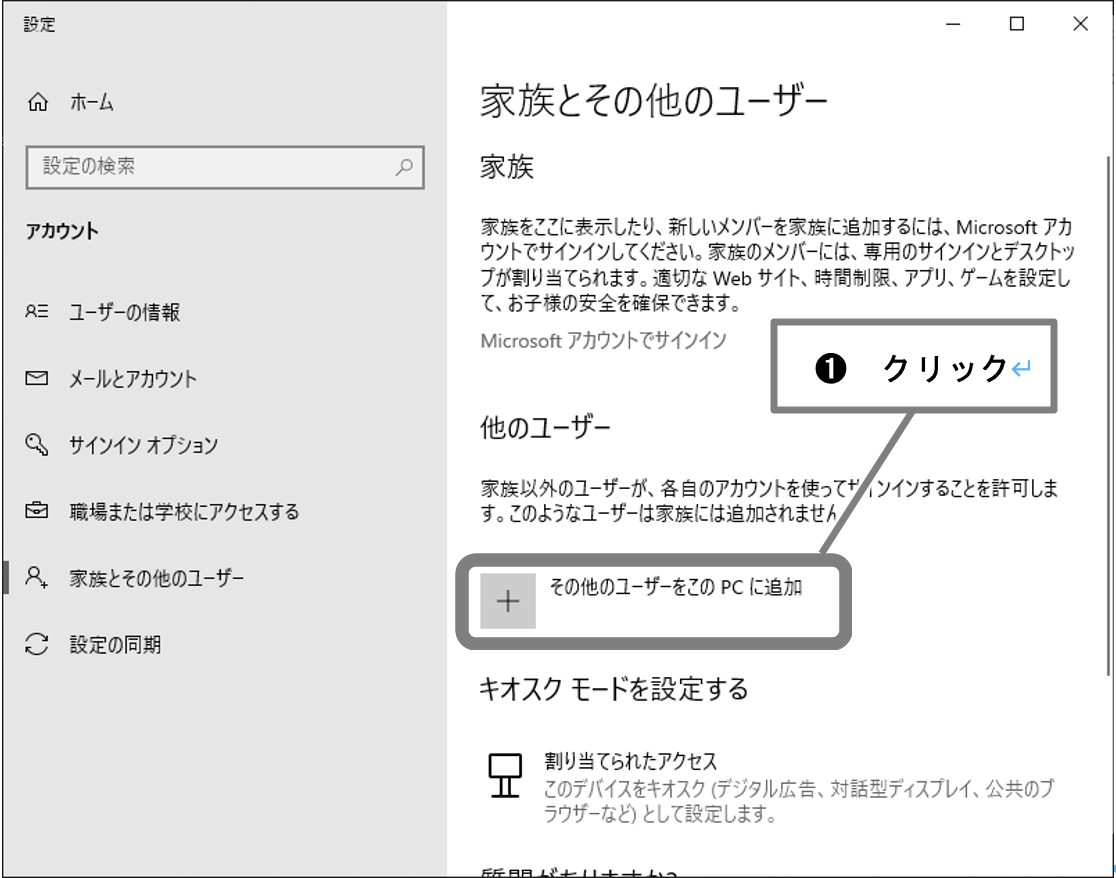 設定
ホーム
設定の検索
アカウント
ユーザーの情報
メールとアカウント
サインイン オプション
職場または学校にアクセスする
家族とその他のユーザー
設定の同期
家族とその他のユーザー
家族
家族をここに表示したり、新しいメンバーを家族に追加するには、Microsoft アカ
ウントでサインインしてください。家族のメンバーには、専用のサインインとデスクトッ
プが割り当てられます。適切な Web サイト、時間制限、アプリ、ゲームを設定し
て、お子様の安全を確保できます。
Microsoft アカウントでサインイン
❶ クリック↵
他のユーザー
家族以外のユーザーが、各自のアカウントを使ってサインインすることを許可しま
す。このようなユーザーは家族には追加されません
その他のユーザーをこの PC に追加
キオスク モードを設定する
割り当てられたアクセス
このデバイスをキオスク (デジタル広告、対話型ディスプレイ、公共のブ
ラウザーなど) として設定します。
質問がありますか?